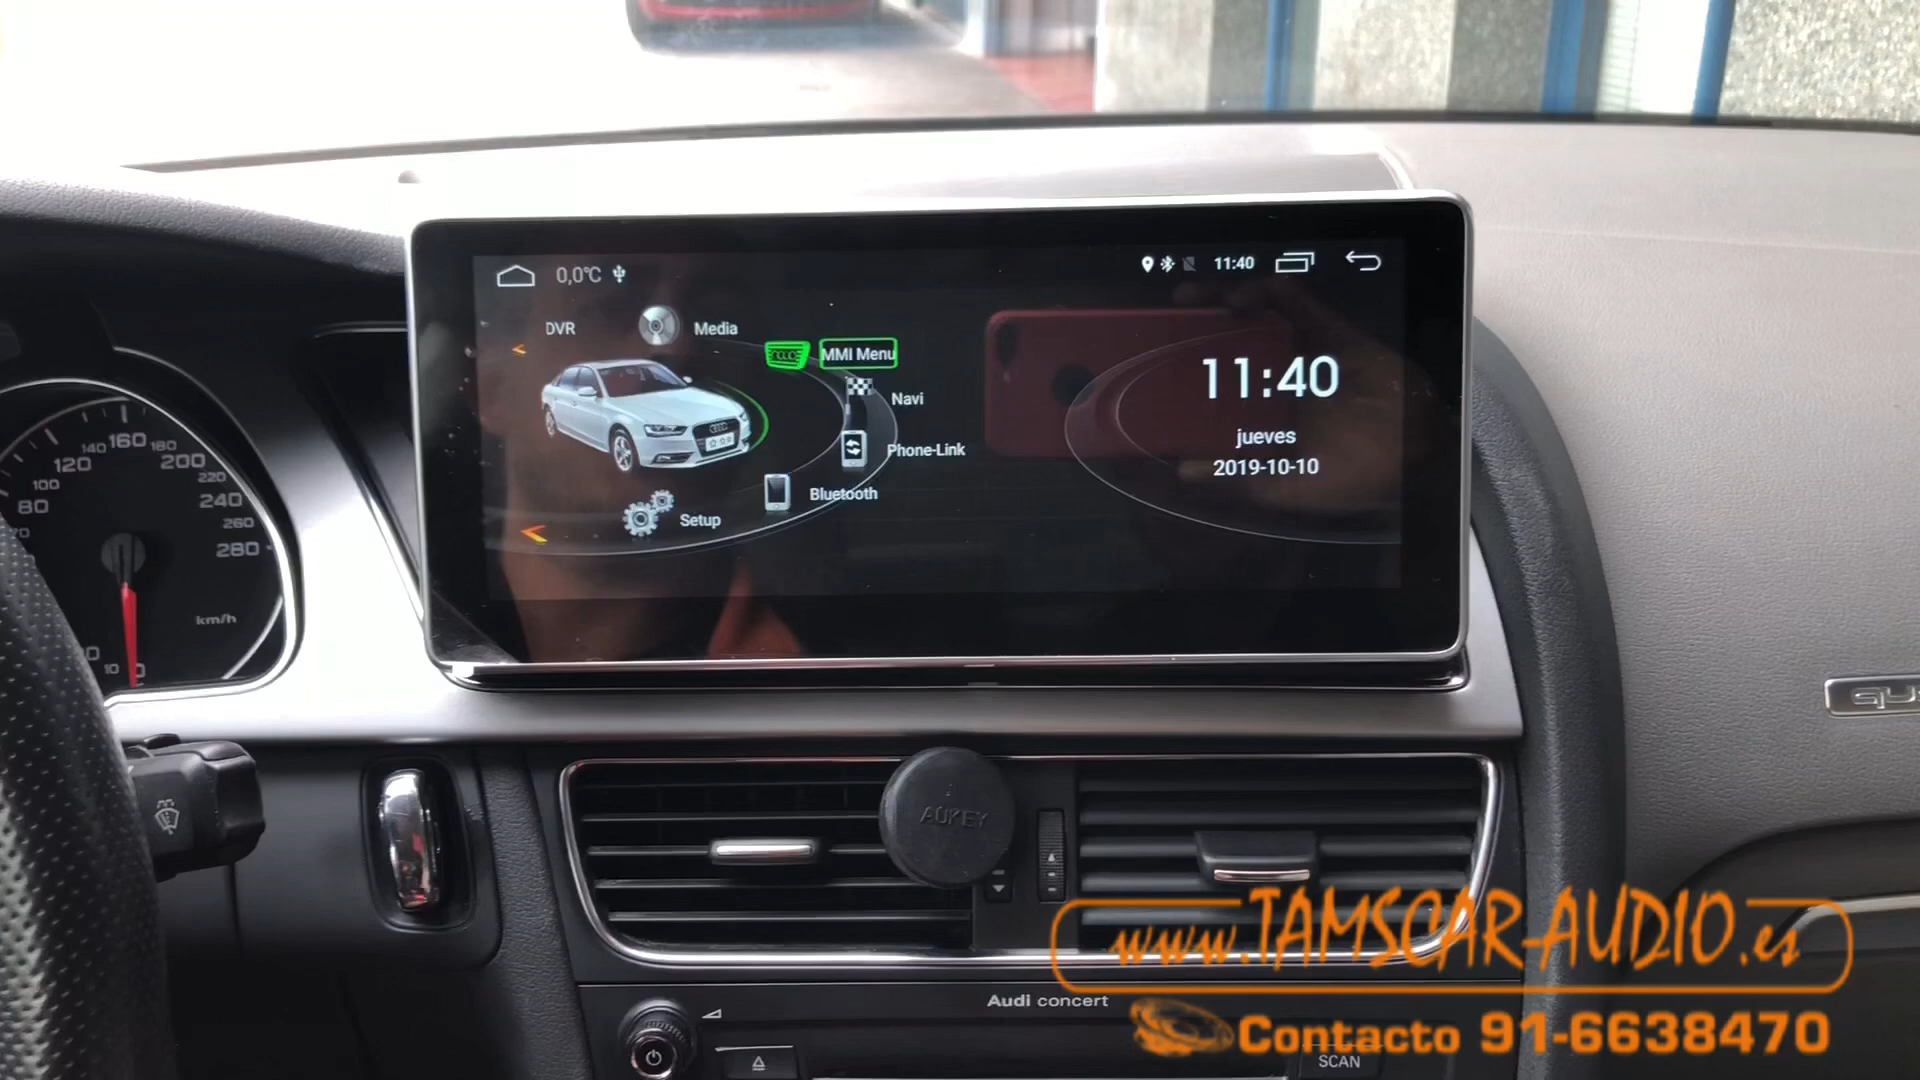 0,0°C
11:40
DVR
Media
MMI Menu
Navi
Phone-Link
Bluetooth
Setup
11:40
jueves
2019-10-10
80
100
120
140
160
180
200
220
240
260
280
km/h
10
AUKEY
www.TAMSCAR-AUDIO.es
Audi concert
Contacto 91-6638470
SCAN